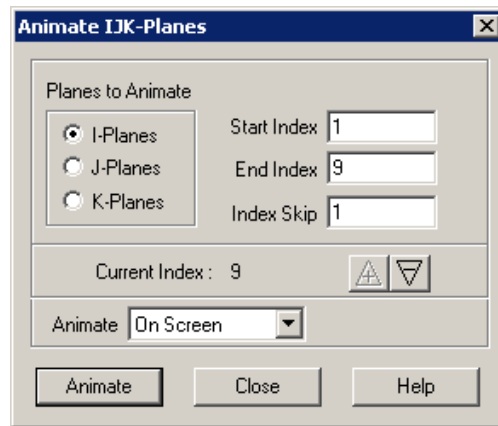 Animate IJK-Planes
Planes to Animate
I-Planes
J-Planes
K-Planes
Start Index 1
End Index 9
Index Skip 1
Current Index : 9
Animate On Screen
Animate Close Help